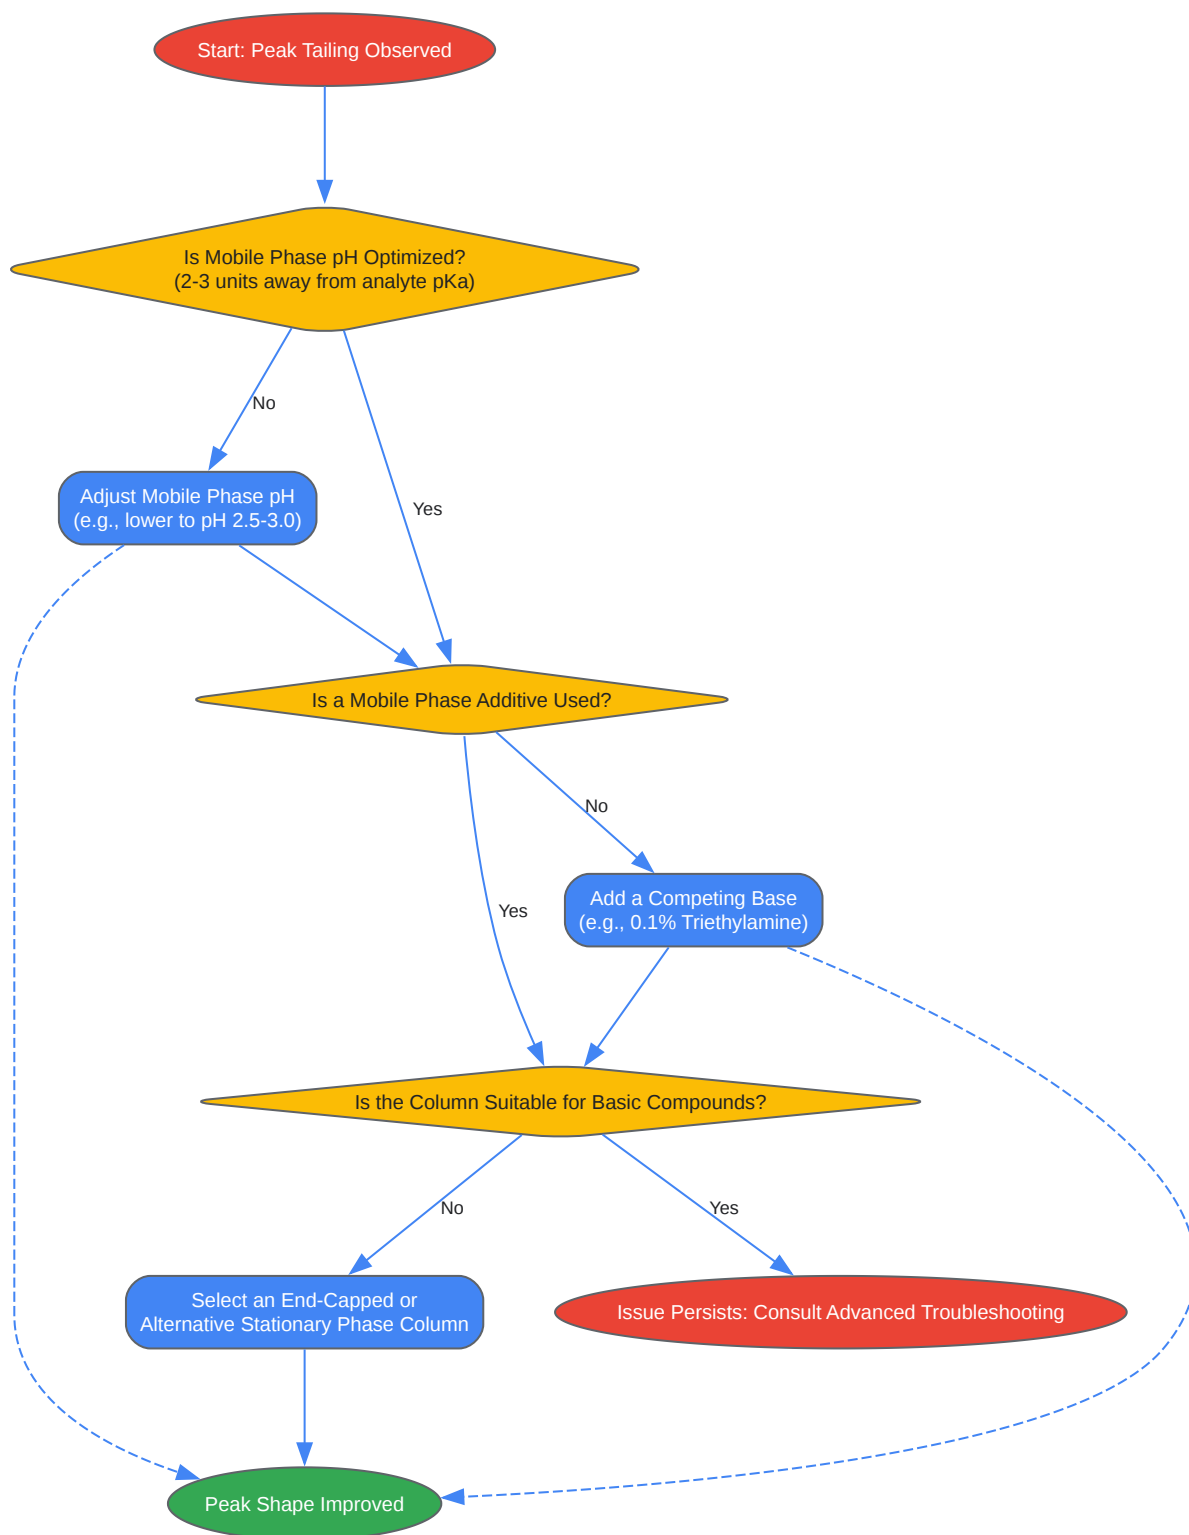 Start: Peak Tailing Observed
Is Mobile Phase pH Optimized?
(2-3 units away from analyte pKa)
No
Adjust Mobile Phase pH
(e.g., lower to pH 2.5-3.0)
Yes
Is a Mobile Phase Additive Used?
No
Add a Competing Base
(e.g., 0.1% Triethylamine)
Yes
Is the Column Suitable for Basic Compounds?
No
Yes
Select an End-Capped or
Alternative Stationary Phase Column
Issue Persists: Consult Advanced Troubleshooting
Peak Shape Improved